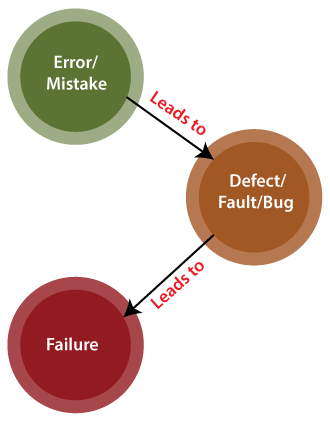 Error/
Mistake
Leads to
Defect/
Fault/Bug
Leads to
Failure